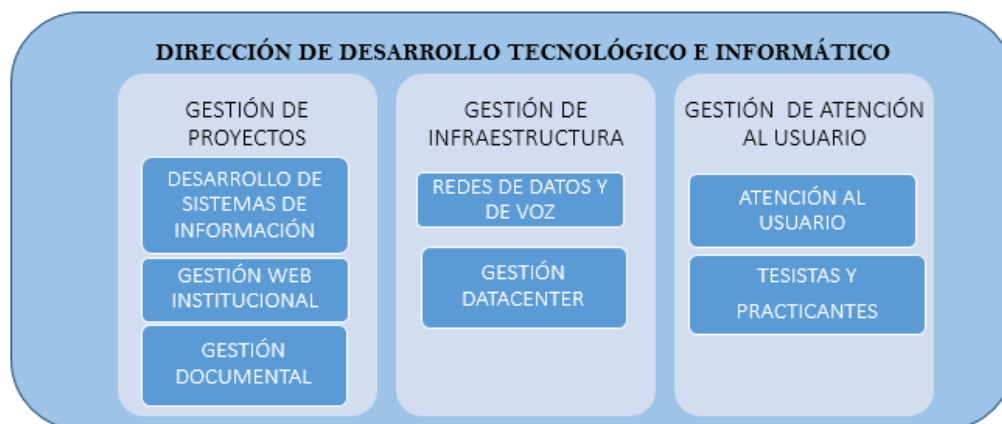 DIRECCIÓN DE DESARROLLO TECNOLÓGICO E INFORMÁTICO
GESTIÓN DE
PROYECTOS
DESARROLLO DE
SISTEMAS DE
INFORMACIÓN
GESTIÓN WEB
INSTITUCIONAL
GESTIÓN
DOCUMENTAL
GESTIÓN DE
INFRAESTRUCTURA
REDES DE DATOS Y
DE VOZ
GESTIÓN
DATACENTER
GESTIÓN DE ATENCIÓN
AL USUARIO
ATENCIÓN AL
USUARIO
TESISTAS Y
PRACTICANTES